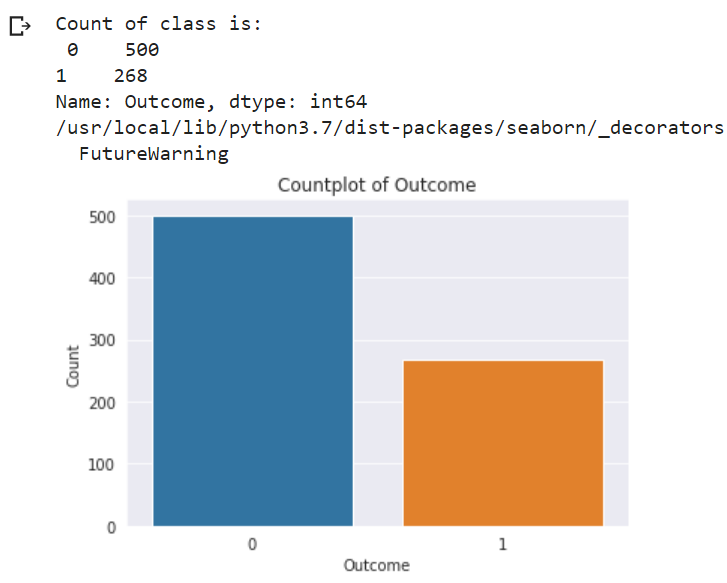 Count of class is:
0 500
1 268
Name: Outcome, dtype: int64
/usr/local/lib/python3.7/dist-packages/seaborn/_decorators
FutureWarning
Countplot of Outcome
500
400
300
200
100
0
Count
0 1
Outcome